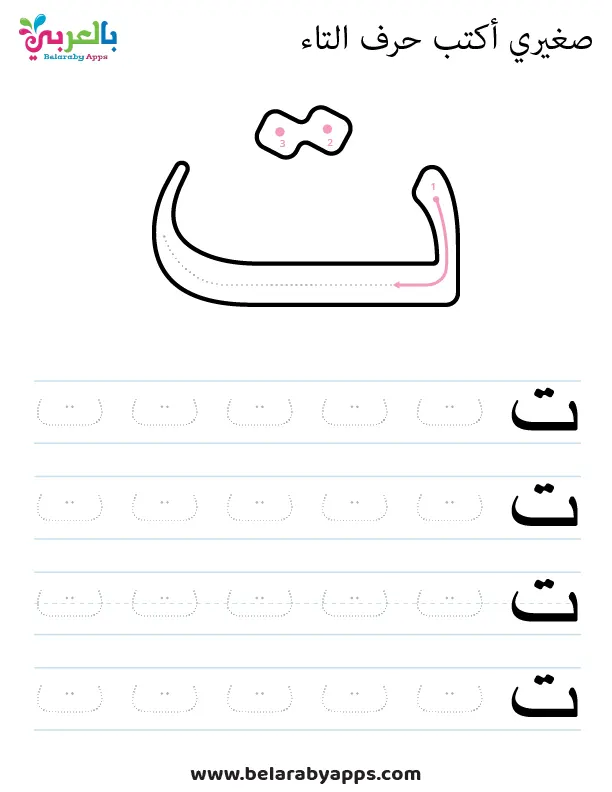 صغيري أكتب حرف التاء
بالعربي
Belaraby Apps
ت
3 2
1
ت ت ت ت ت ت
ت ت ت ت ت ت
ت ت ت ت ت ت
ت ت ت ت ت ت
www.belarabyapps.com